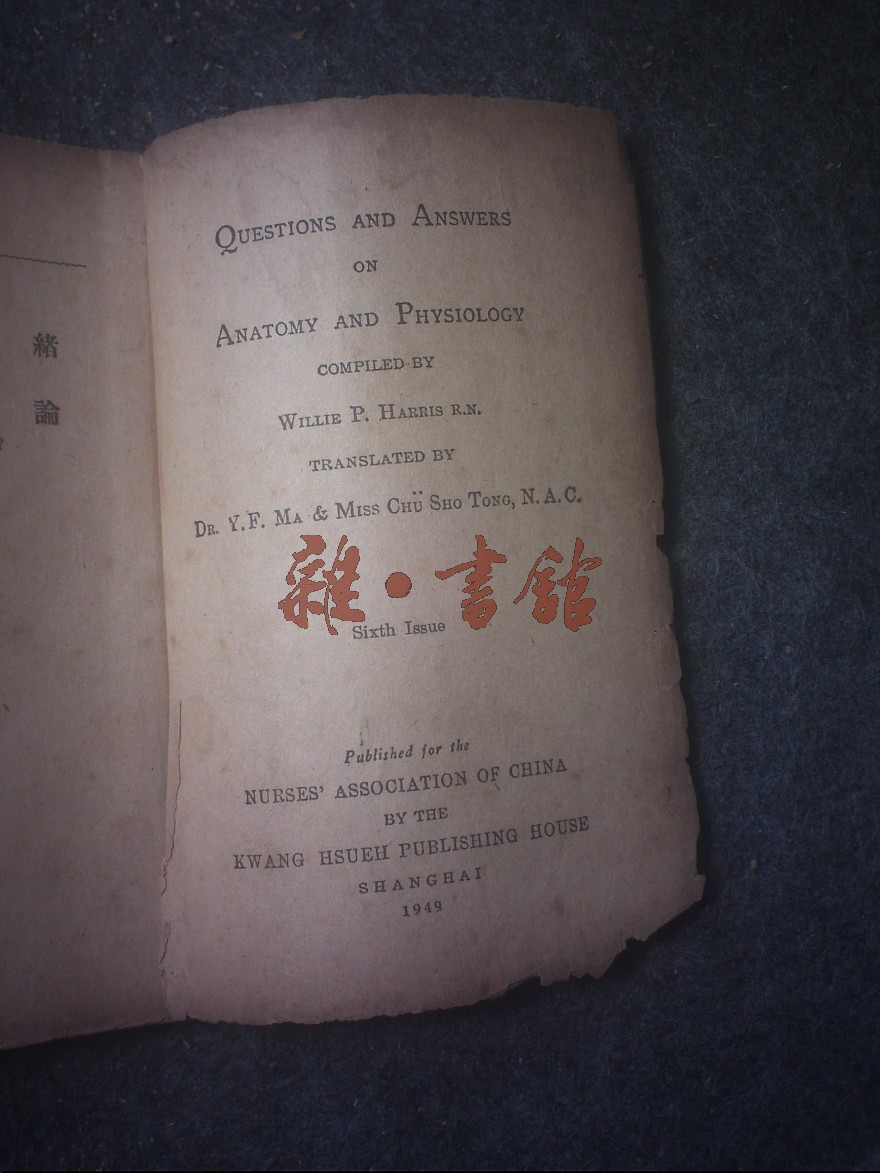 QUESTIONS AND ANSWERS
ON
ANATOMY AND PHYSIOLOGY
COMPILED BY
WILLIE P. HARRIS R.N.
TRANSLATED BY
DR. Y.F. MA & MISS CHÜ SHO TONG, N.A.C.
雜·書館
Sixth Issue
Published for the
NURSES' ASSOCIATION OF CHINA
BY THE
KWANG HSUEH PUBLISHING HOUSE
SHANGHAI
1949
緒論